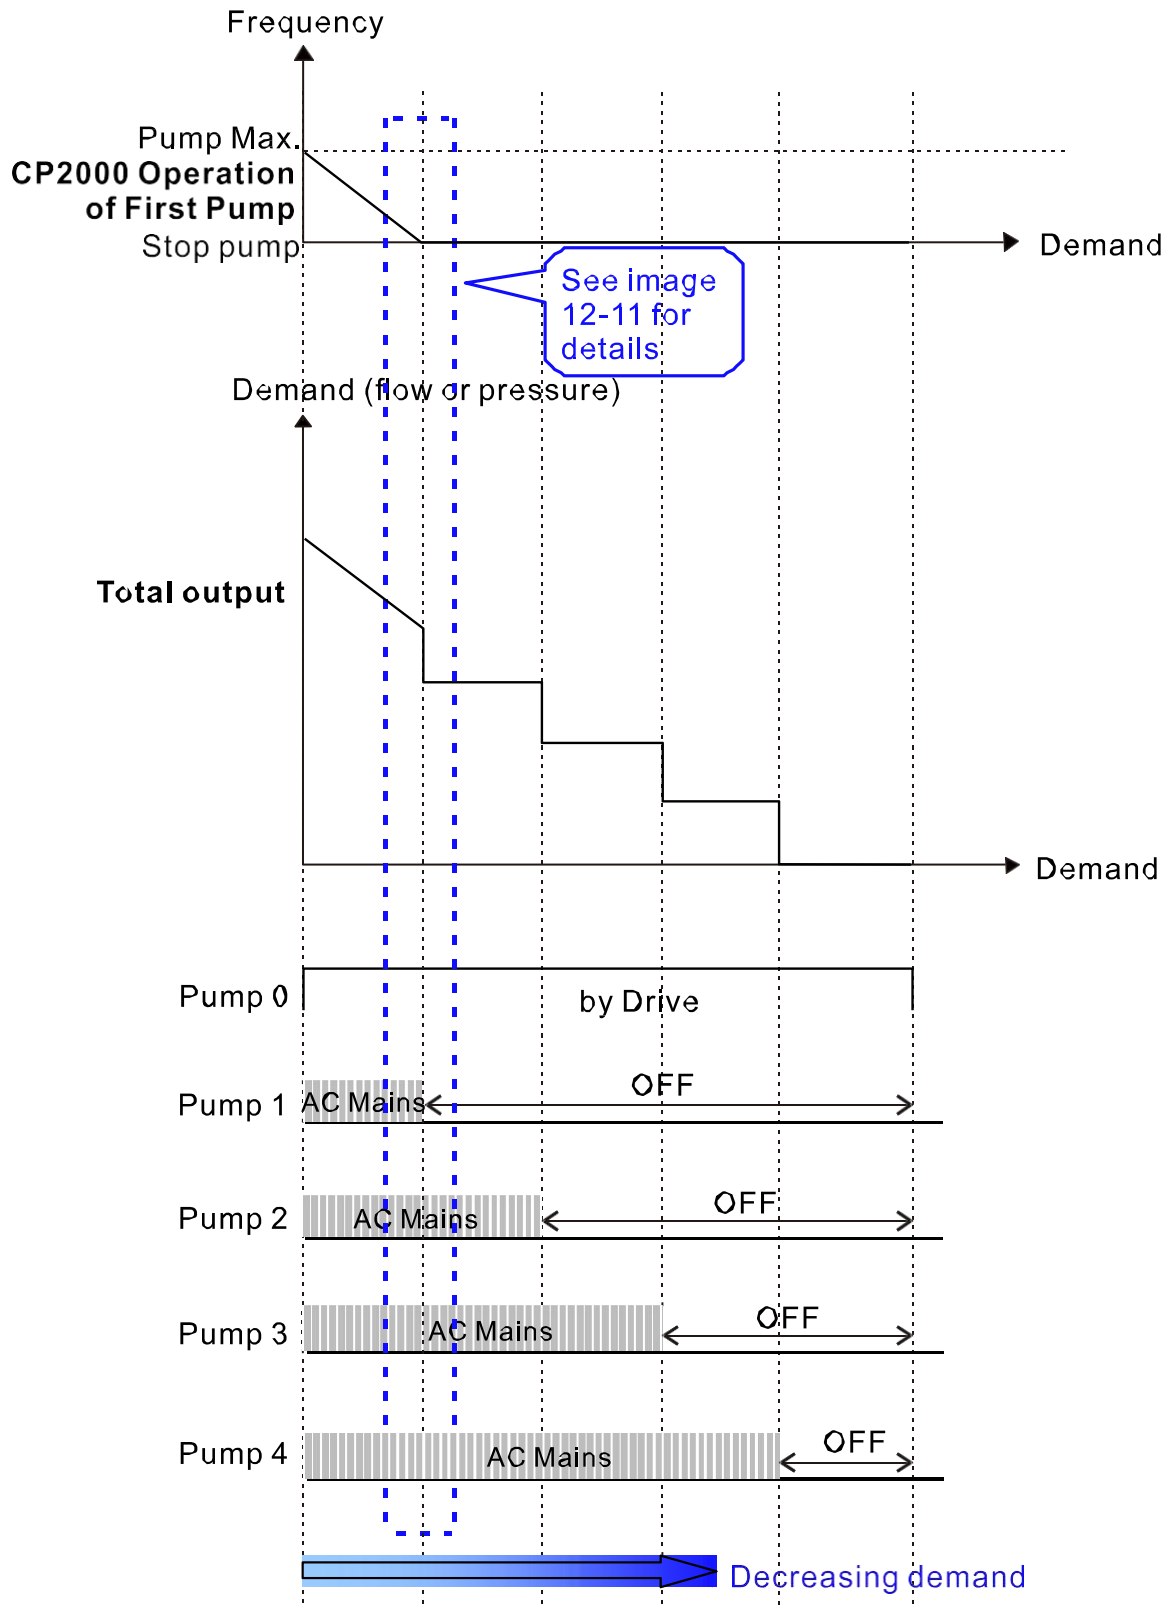 Frequency
Pump Max.
CP2000 Operation
of First Pump
Stop pump
Demand
See image
12-11 for
details
Demand (flow or pressure)
Total output
Demand
Pump 0
by Drive
Pump 1
AC Mains
OFF
Pump 2
AC Mains
OFF
Pump 3
AC Mains
OFF
Pump 4
AC Mains
OFF
Decreasing demand